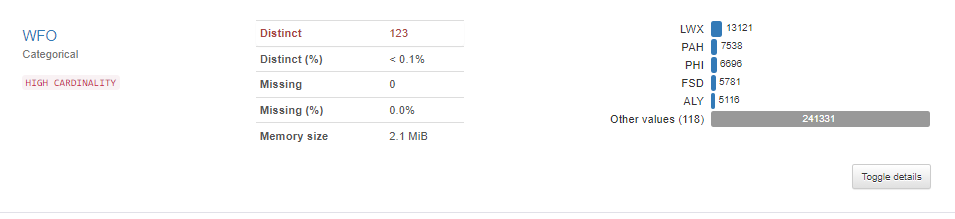 WFO
Categorical
HIGH CARDINALITY
Distinct 123
Distinct (%) < 0.1%
Missing 0
Missing (%) 0.0%
Memory size 2.1 MiB
LWX 13121
PAH 7538
PHI 6696
FSD 5781
ALY 5116
Other values (118) 241331
Toggle details